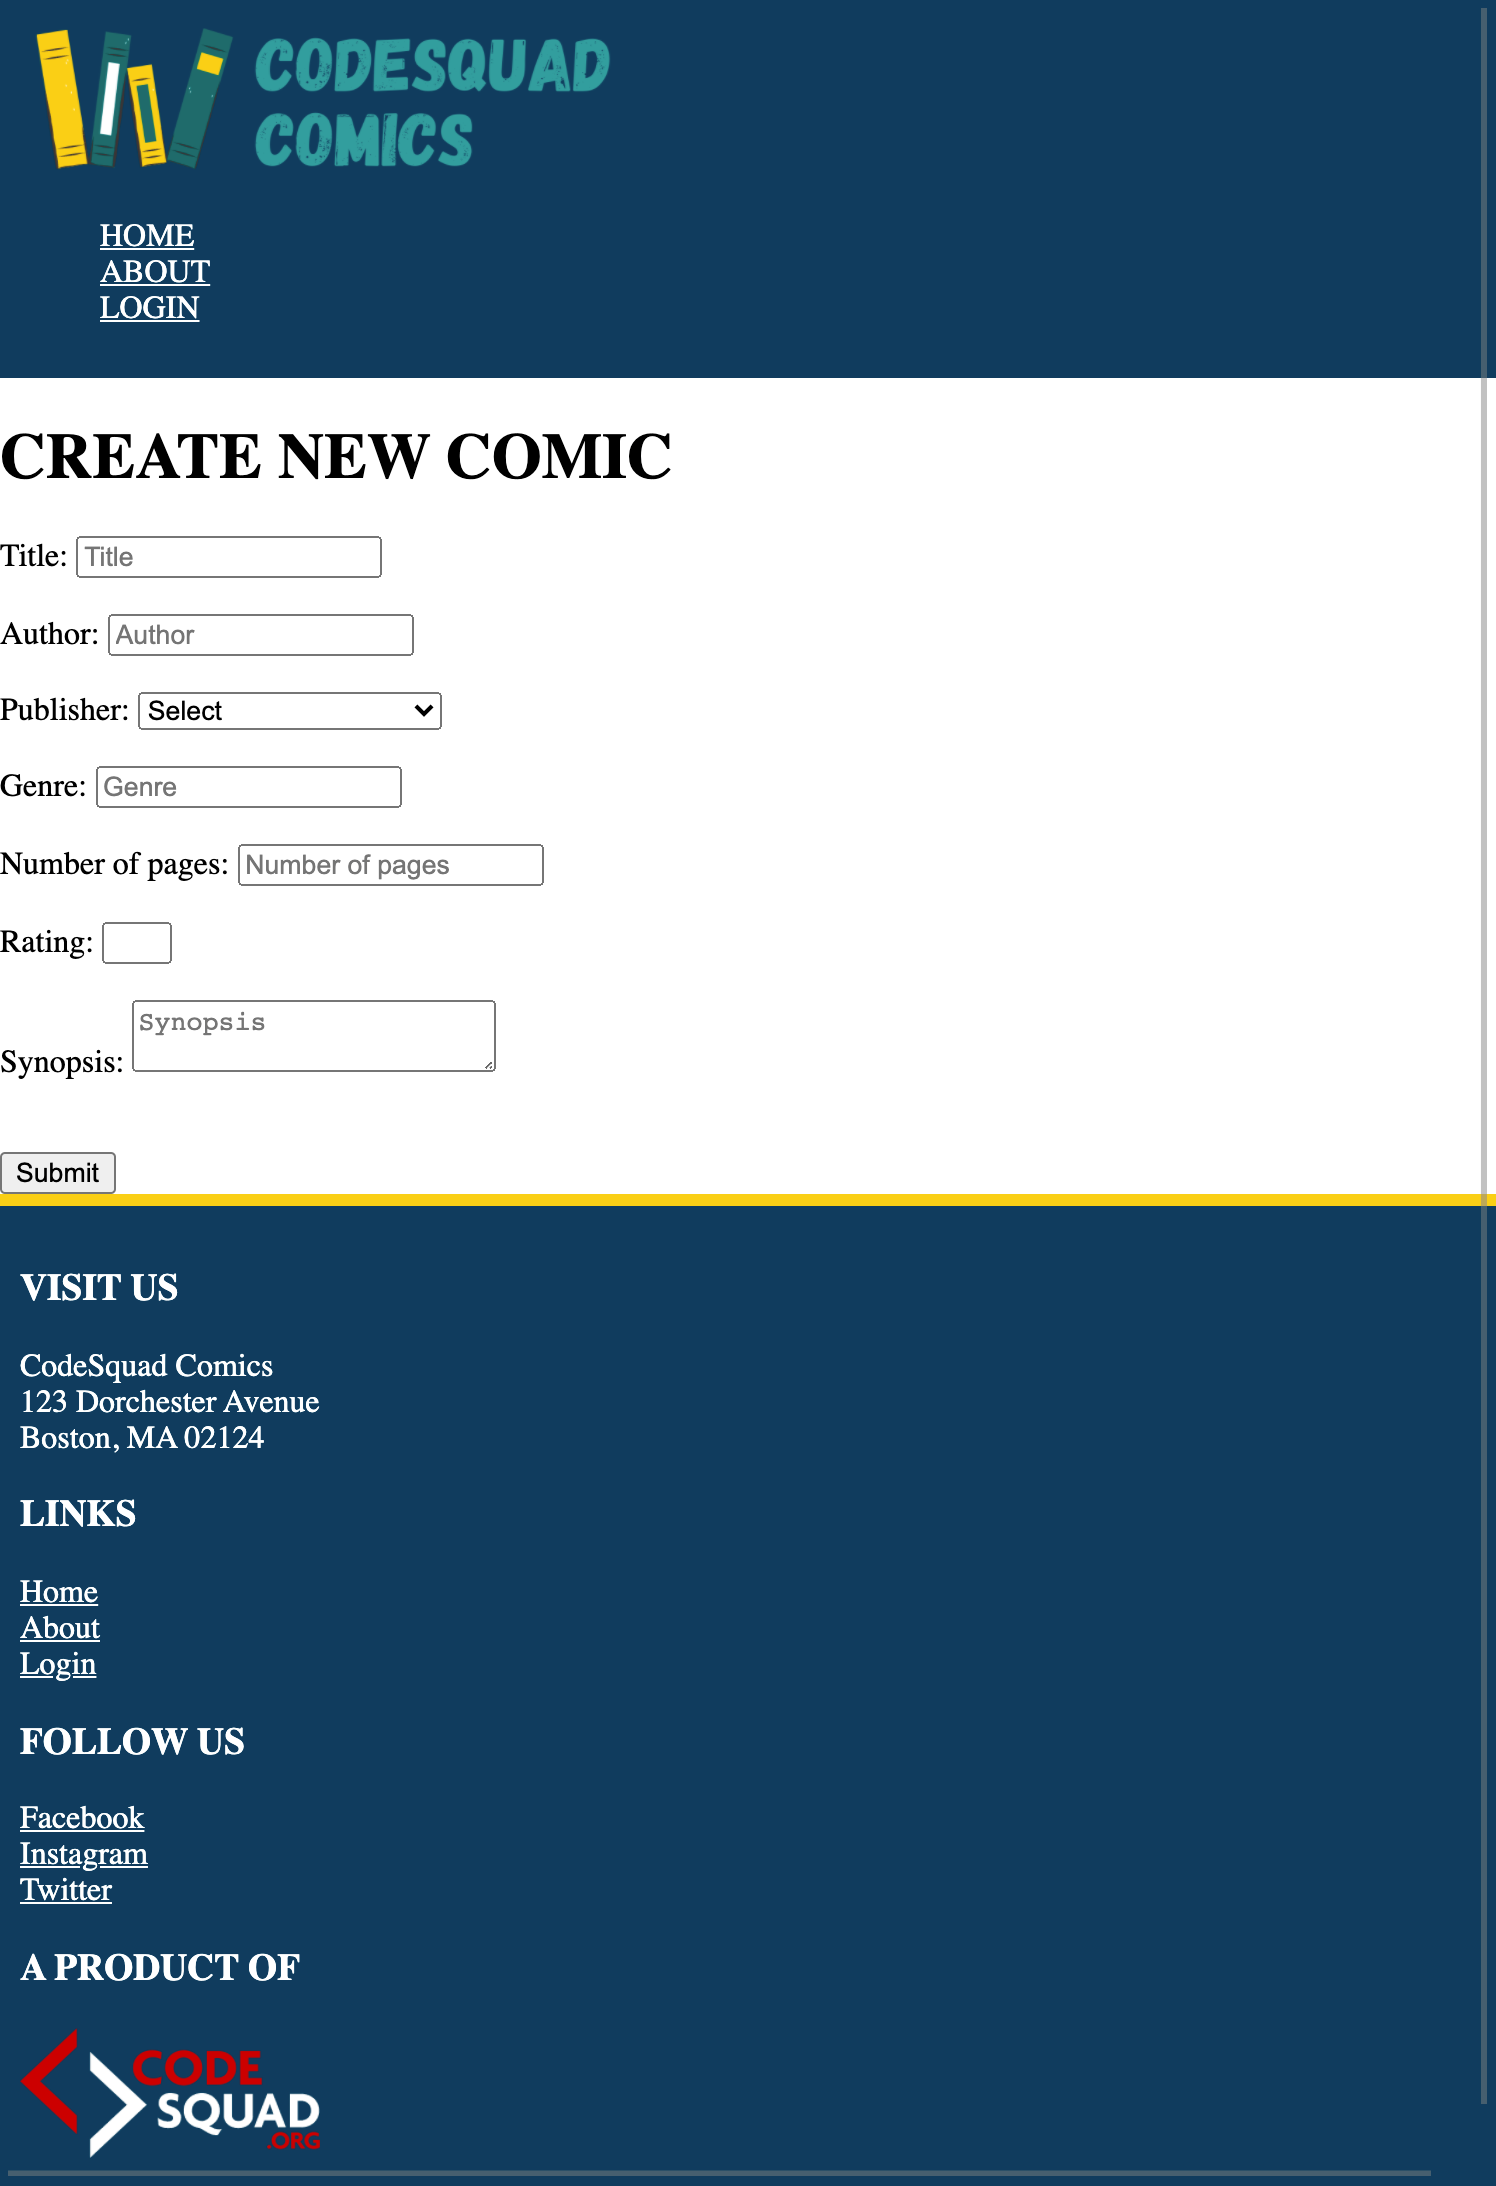 CODESQUAD
COMICS
HOME
ABOUT
LOGIN
CREATE NEW COMIC
Title: Title
Author: Author
Publisher: Select
Genre: Genre
Number of pages: Number of pages
Rating:
Synopsis: Synopsis
Submit
VISIT US
CodeSquad Comics
123 Dorchester Avenue
Boston, MA 02124
LINKS
Home
About
Login
FOLLOW US
Facebook
Instagram
Twitter
A PRODUCT OF
CODE
SQUAD
.ORG